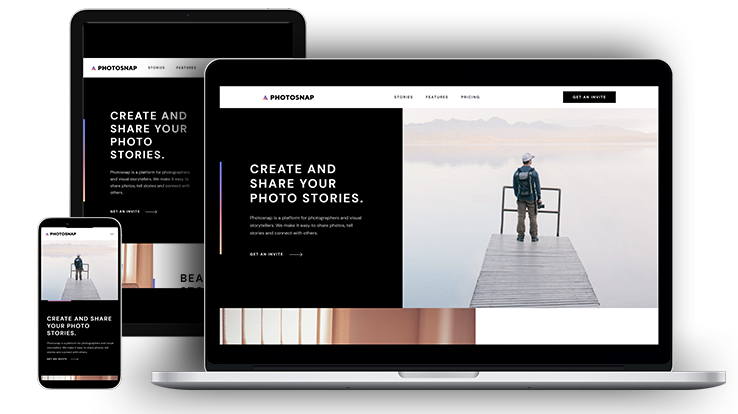 PHOTOSNAP
STORIES
FEATURES
CREATE AND
SHARE YOUR
PHOTO
STORIES.
Photosnap is a platform for photographers
and visual storytellers. We make it easy to
share photos, tell stories and connect with
others.
GET AN INVITE
BEA
PHOTOSNAP
STORIES
FEATURES
PRICING
GET AN INVITE
CREATE AND
SHARE YOUR
PHOTO STORIES.
Photosnap is a platform for photographers and visual
storytellers. We make it easy to share photos, tell
stories and connect with others.
GET AN INVITE
PHOTOSNAP
CREATE AND SHARE
YOUR PHOTO
STORIES.
Photosnap is a platform for photographers and visual
storytellers. We make it easy to share photos, tell
stories and connect with others.
GET AN INVITE